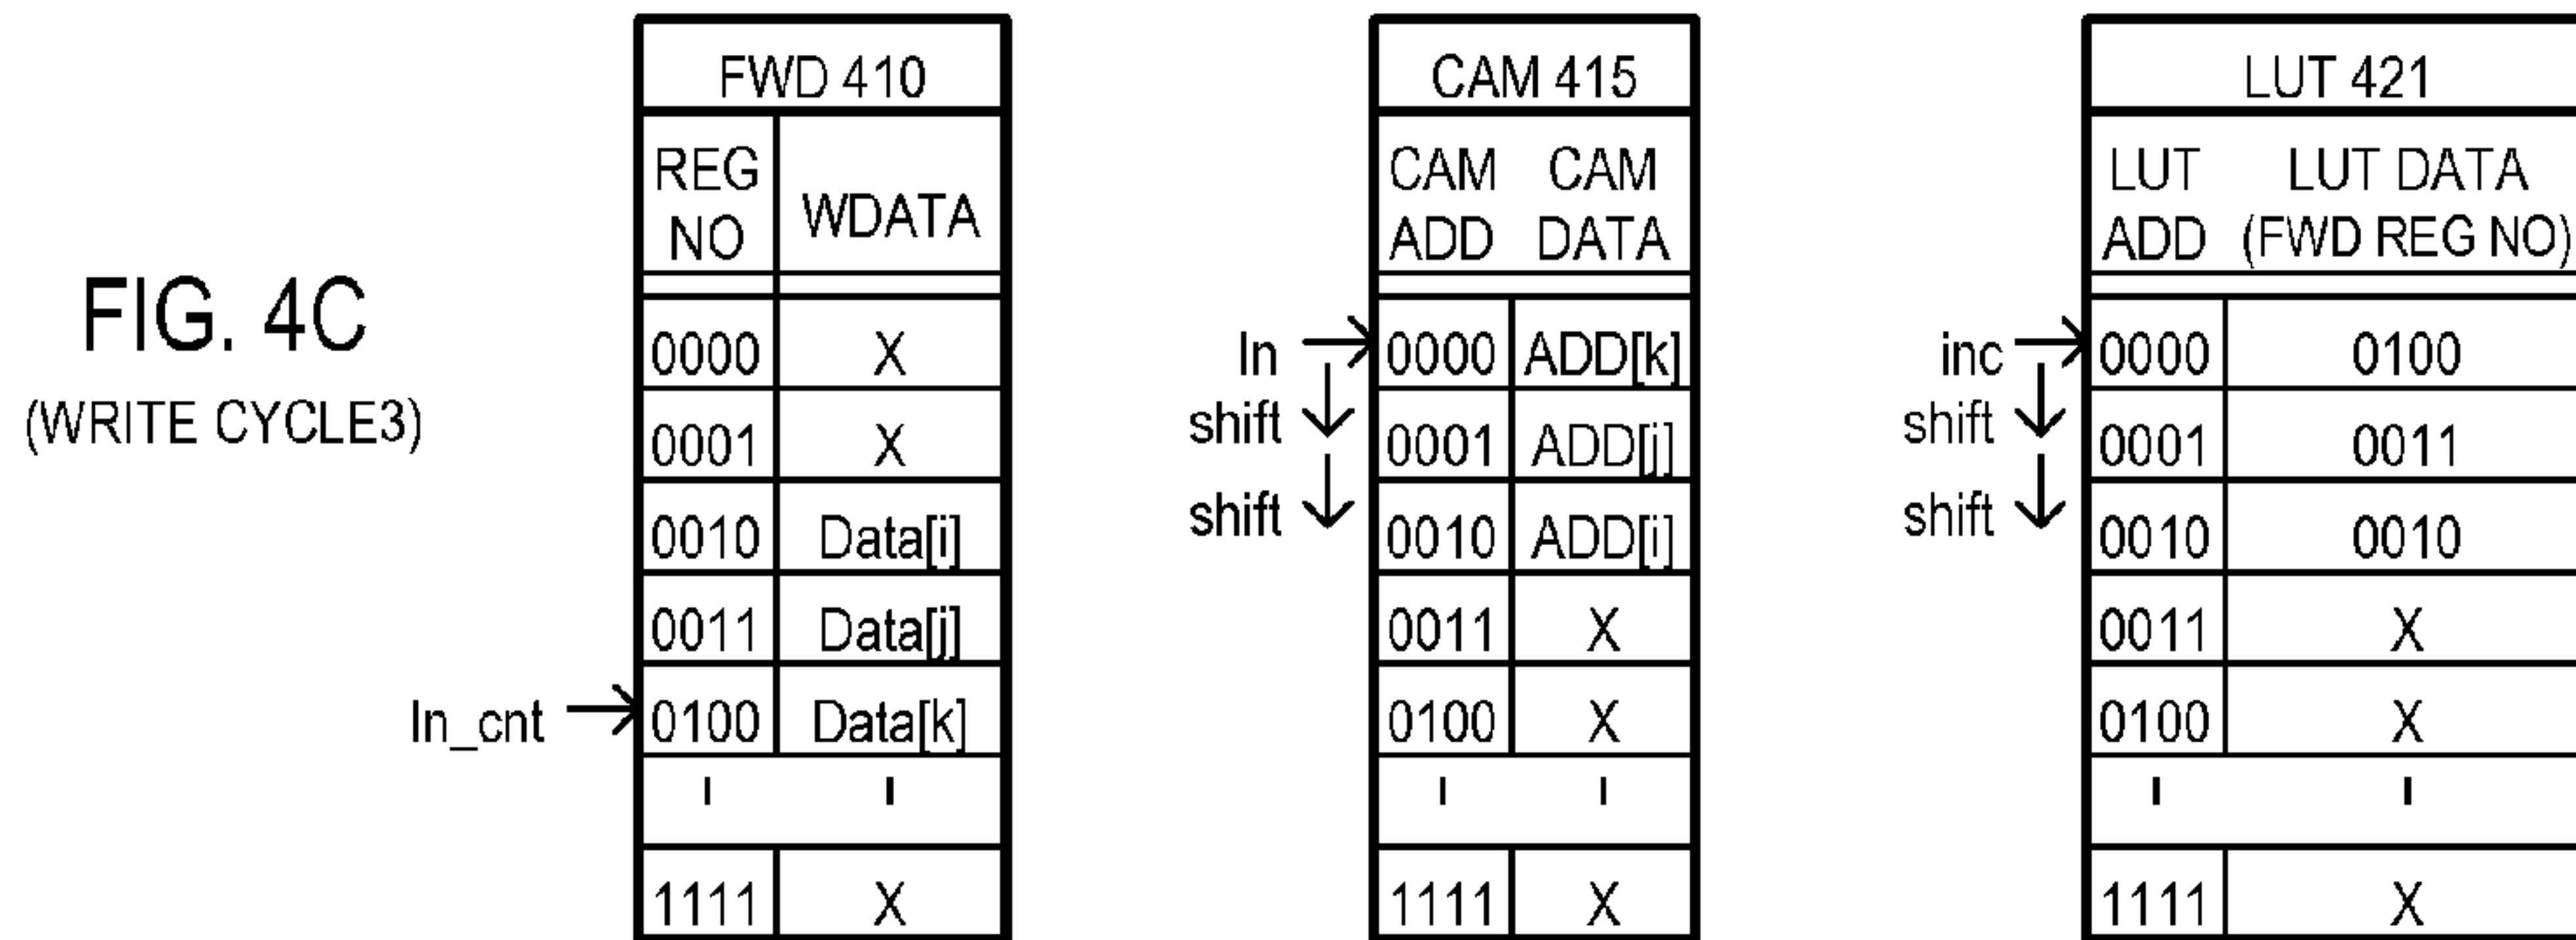 FIG. 4C
(WRITE CYCLE3)
FWD 410
REG NO WDATA
0000 X
0001 X
0010 Data[i]
0011 Data[j]
In_cnt 0100 Data[k]
1111 X
CAM 415
CAM ADD CAM DATA
In 0000 ADD[k]
shift 0001 ADD[j]
shift 0010 ADD[i]
0011 X
0100 X
1111 X
LUT 421
LUT ADD LUT DATA (FWD REG NO)
inc 0000 0100
shift 0001 0011
shift 0010 0010
0011 X
0100 X
1111 X